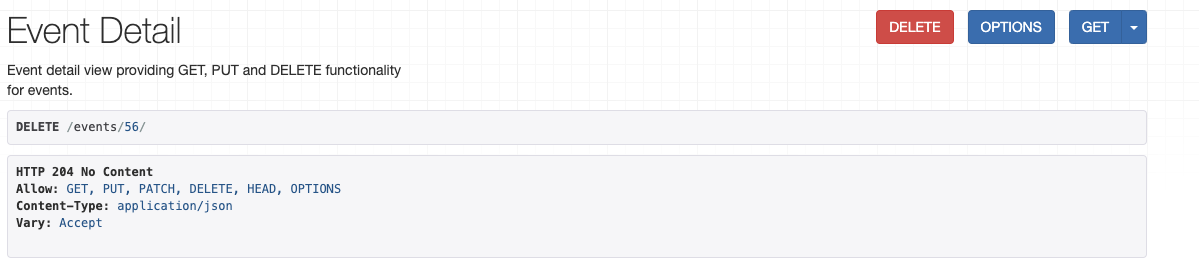 Event Detail
DELETE OPTIONS GET
Event detail view providing GET, PUT and DELETE functionality
for events.
DELETE /events/56/
HTTP 204 No Content
Allow: GET, PUT, PATCH, DELETE, HEAD, OPTIONS
Content-Type: application/json
Vary: Accept